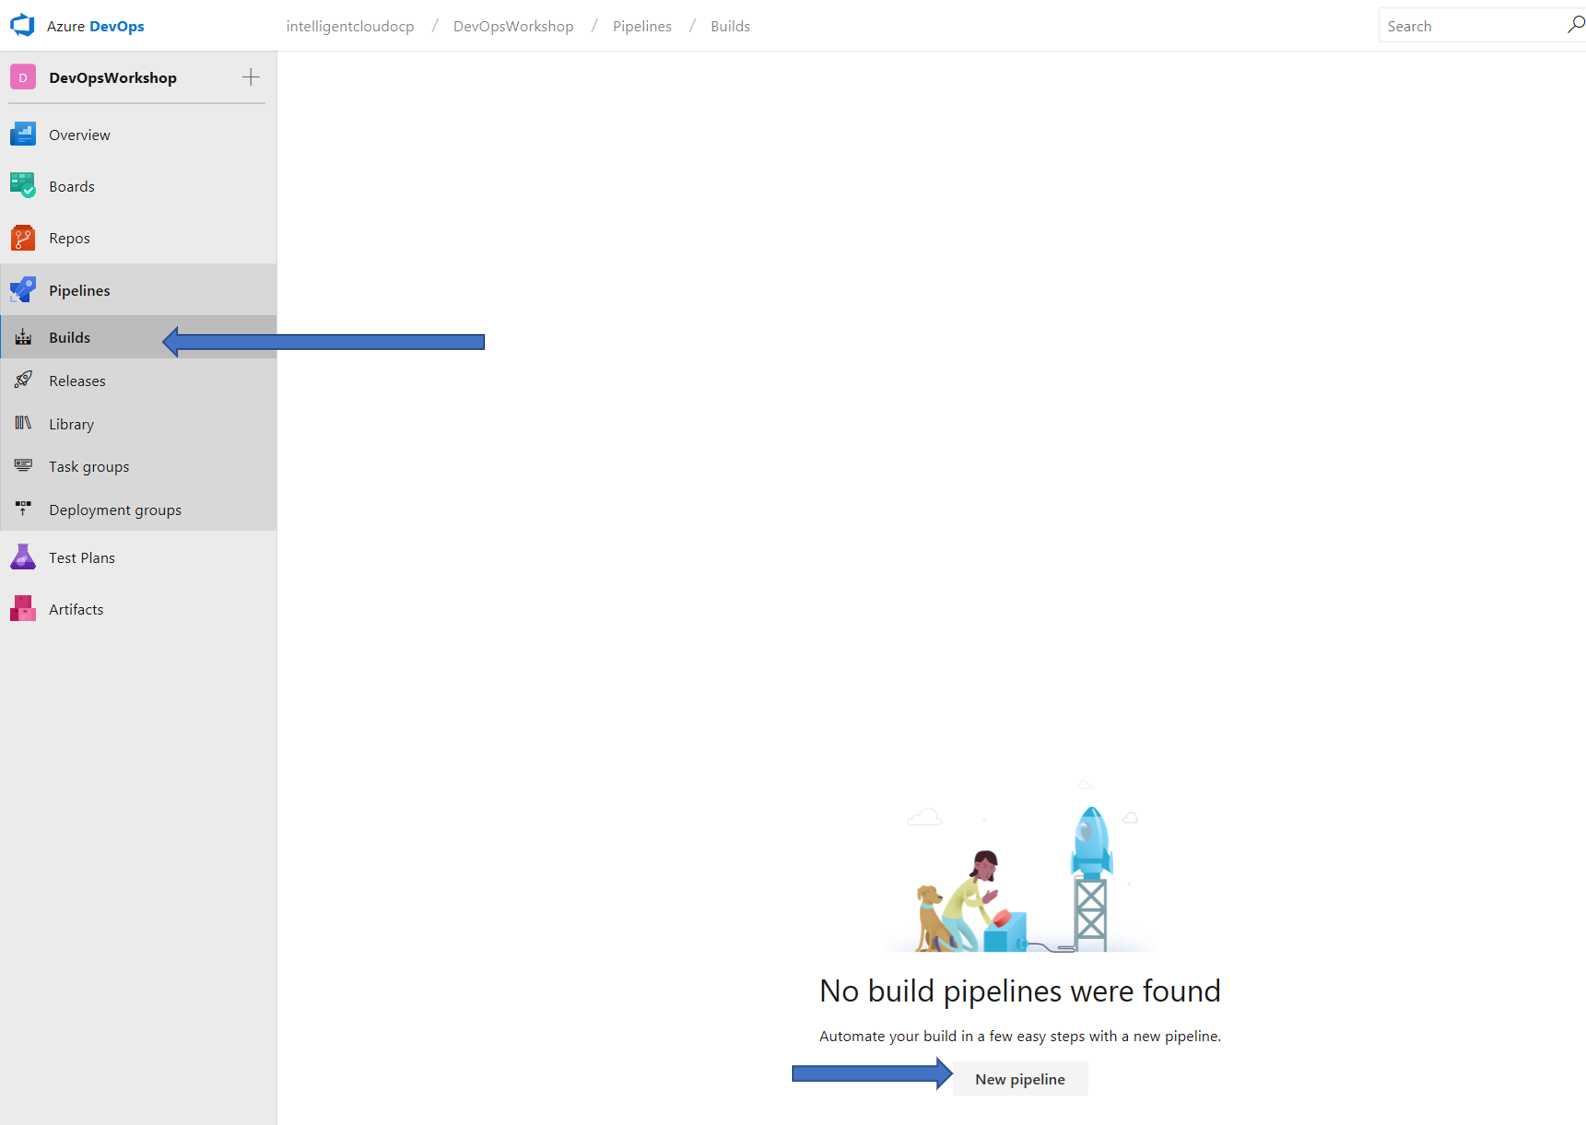 Azure DevOps
intelligentcloudocp / DevOpsWorkshop / Pipelines / Builds
Search
D DevOpsWorkshop
Overview
Boards
Repos
Pipelines
Builds
Releases
Library
Task groups
Deployment groups
Test Plans
Artifacts
No build pipelines were found
Automate your build in a few easy steps with a new pipeline.
New pipeline